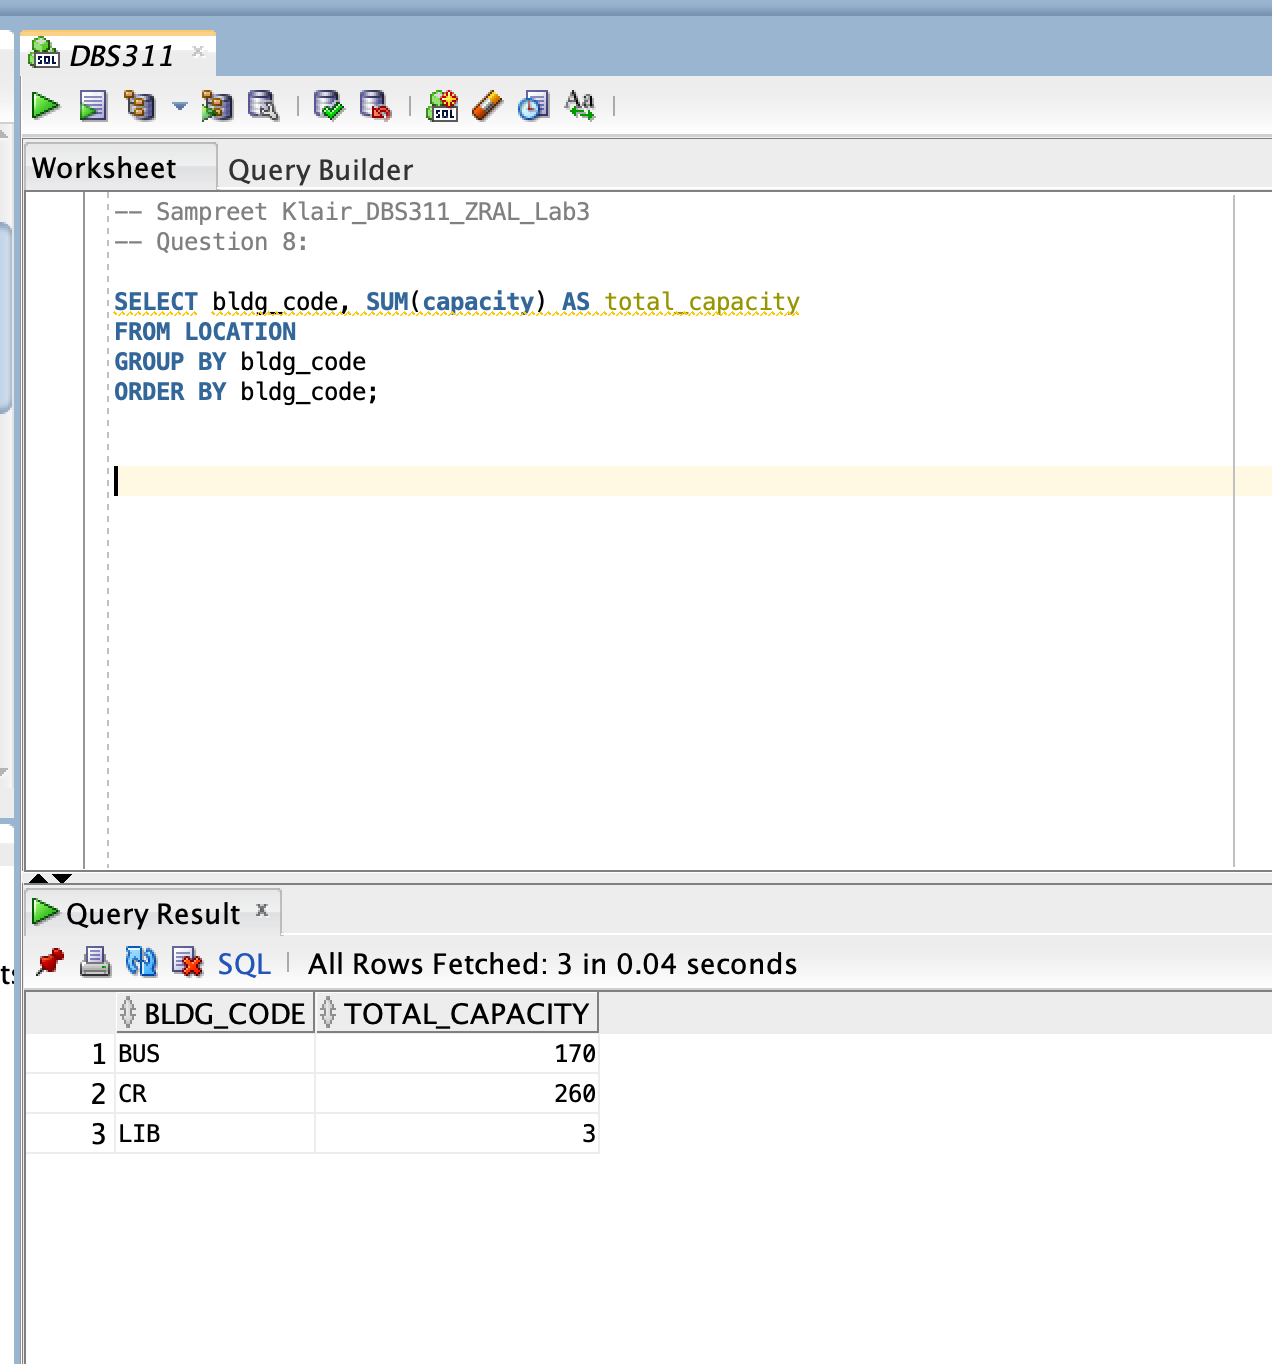 DBS311
Worksheet
Query Builder
-- Sampreet Klair_DBS311_ZRAL_Lab3
-- Question 8:
SELECT bldg_code, SUM(capacity) AS total_capacity
FROM LOCATION
GROUP BY bldg_code
ORDER BY bldg_code;
Query Result
SQL | All Rows Fetched: 3 in 0.04 seconds
BLDG_CODE TOTAL_CAPACITY
1 BUS 170
2 CR 260
3 LIB 3